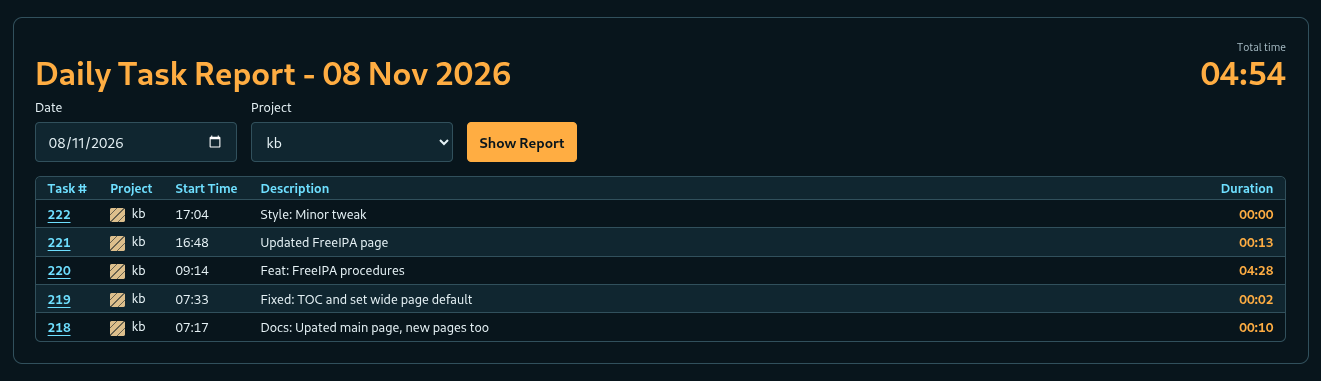 Total time
Daily Task Report - 08 Nov 2026 04:54
Date Project
08/11/2026 kb Show Report
Task # Project Start Time Description Duration
222 kb 17:04 Style: Minor tweak 00:00
221 kb 16:48 Updated FreeIPA page 00:13
220 kb 09:14 Feat: FreeIPA procedures 04:28
219 kb 07:33 Fixed: TOC and set wide page default 00:02
218 kb 07:17 Docs: Upated main page, new pages too 00:10